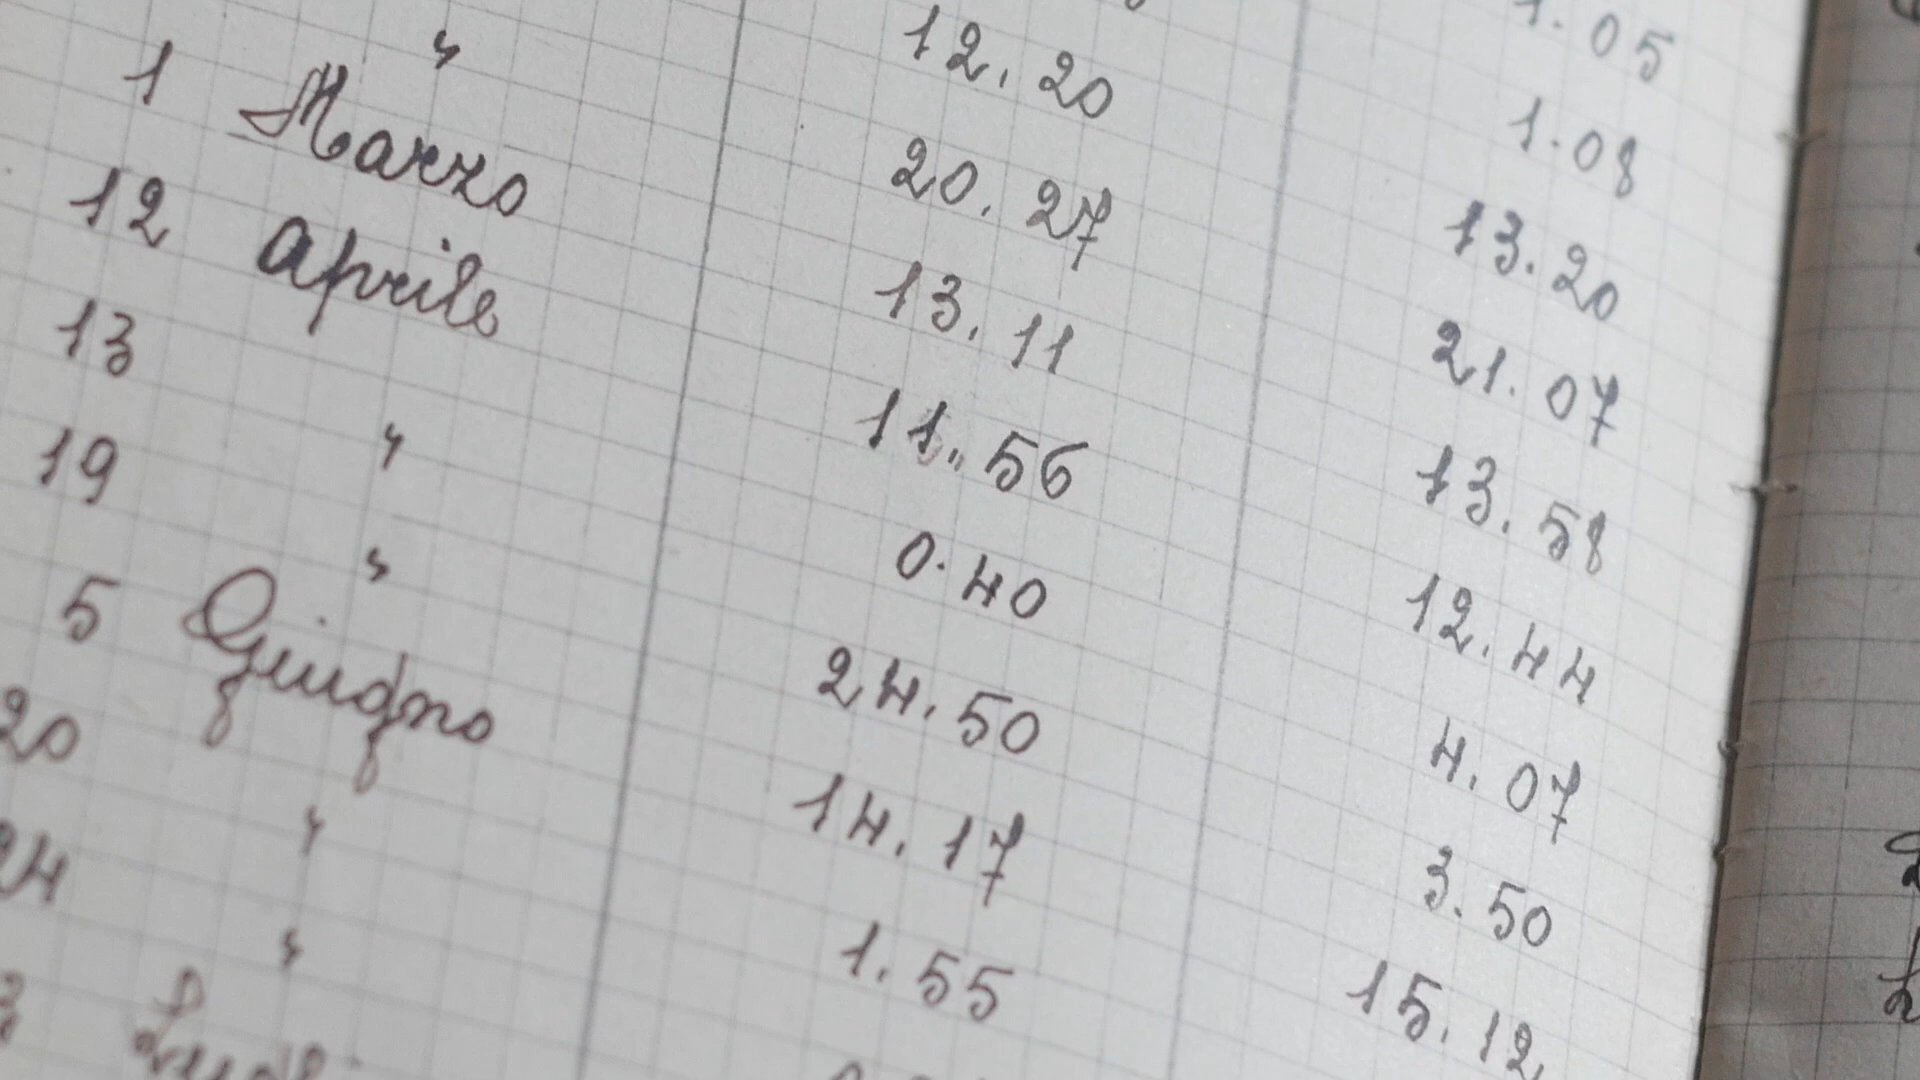 1.05
1.08
12.20 13.20
" 20.27 21.07
1 Marzo 13.11 13.58
12 aprile 11.56 12.44
13 " 0.40 4.07
19 " 24.50 3.50
5 Giugno 14.17 15.12
20 " 1.55
24 "
3